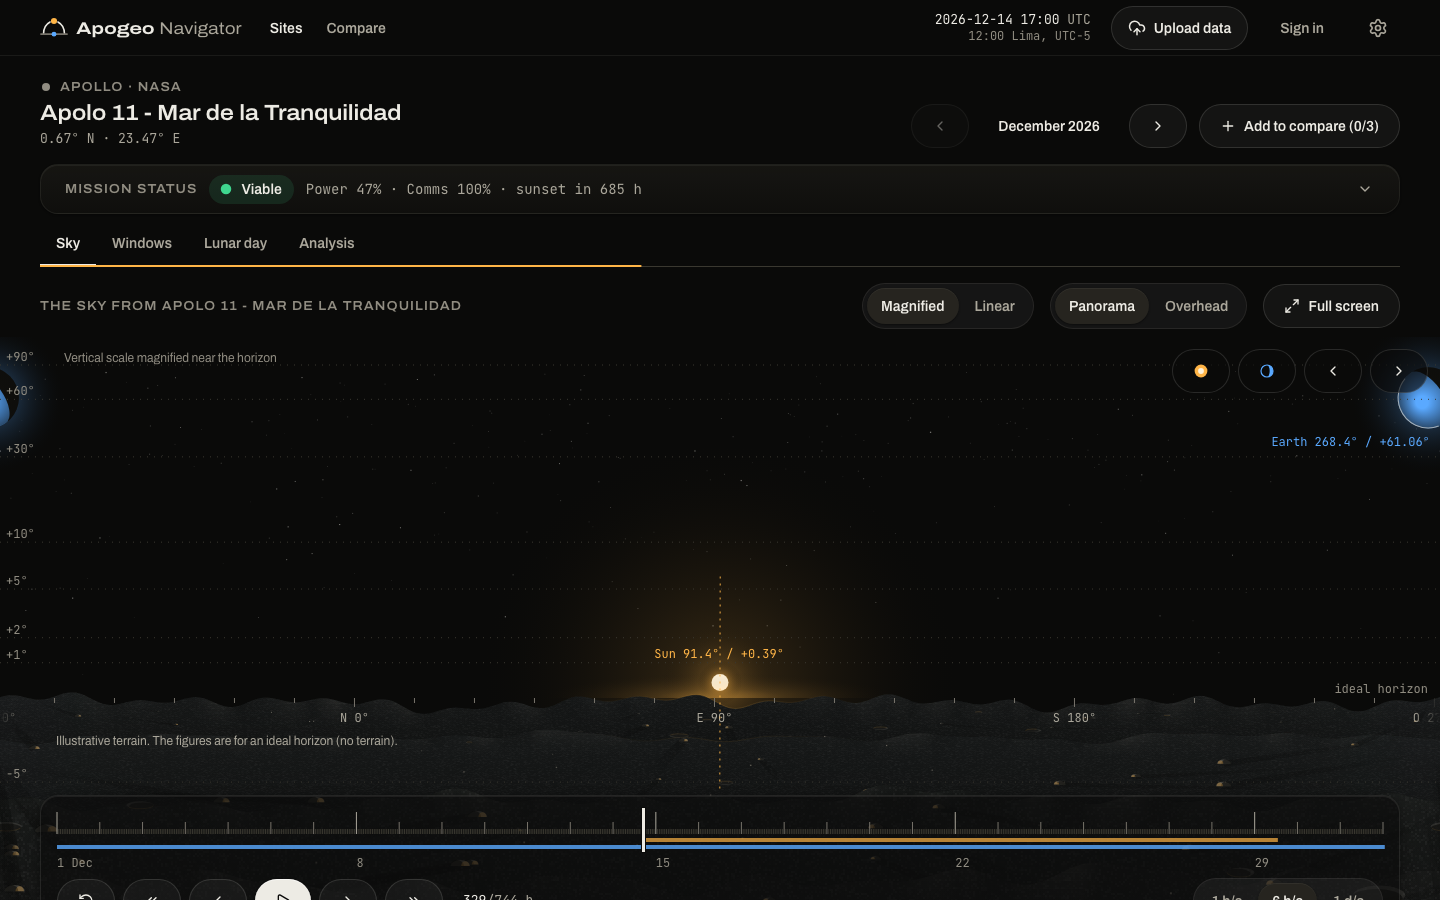 Apogeo Navigator
Sites
Compare
2026-12-14 17:00 UTC
12:00 Lima, UTC-5
Upload data
Sign in
APOLLO · NASA
Apolo 11 - Mar de la Tranquilidad
0.67° N · 23.47° E
December 2026
Add to compare (0/3)
MISSION STATUS
Viable
Power 47% · Comms 100% · sunset in 685 h
Sky
Windows
Lunar day
Analysis
THE SKY FROM APOLO 11 - MAR DE LA TRANQUILIDAD
Magnified
Linear
Panorama
Overhead
Full screen
+90°
Vertical scale magnified near the horizon
+60°
Earth 268.4° / +61.06°
+30°
+10°
+5°
+2°
+1°
Sun 91.4° / +0.39°
ideal horizon
N 0°
E 90°
S 180°
Illustrative terrain. The figures are for an ideal horizon (no terrain).
-5°
1 Dec
8
15
22
29